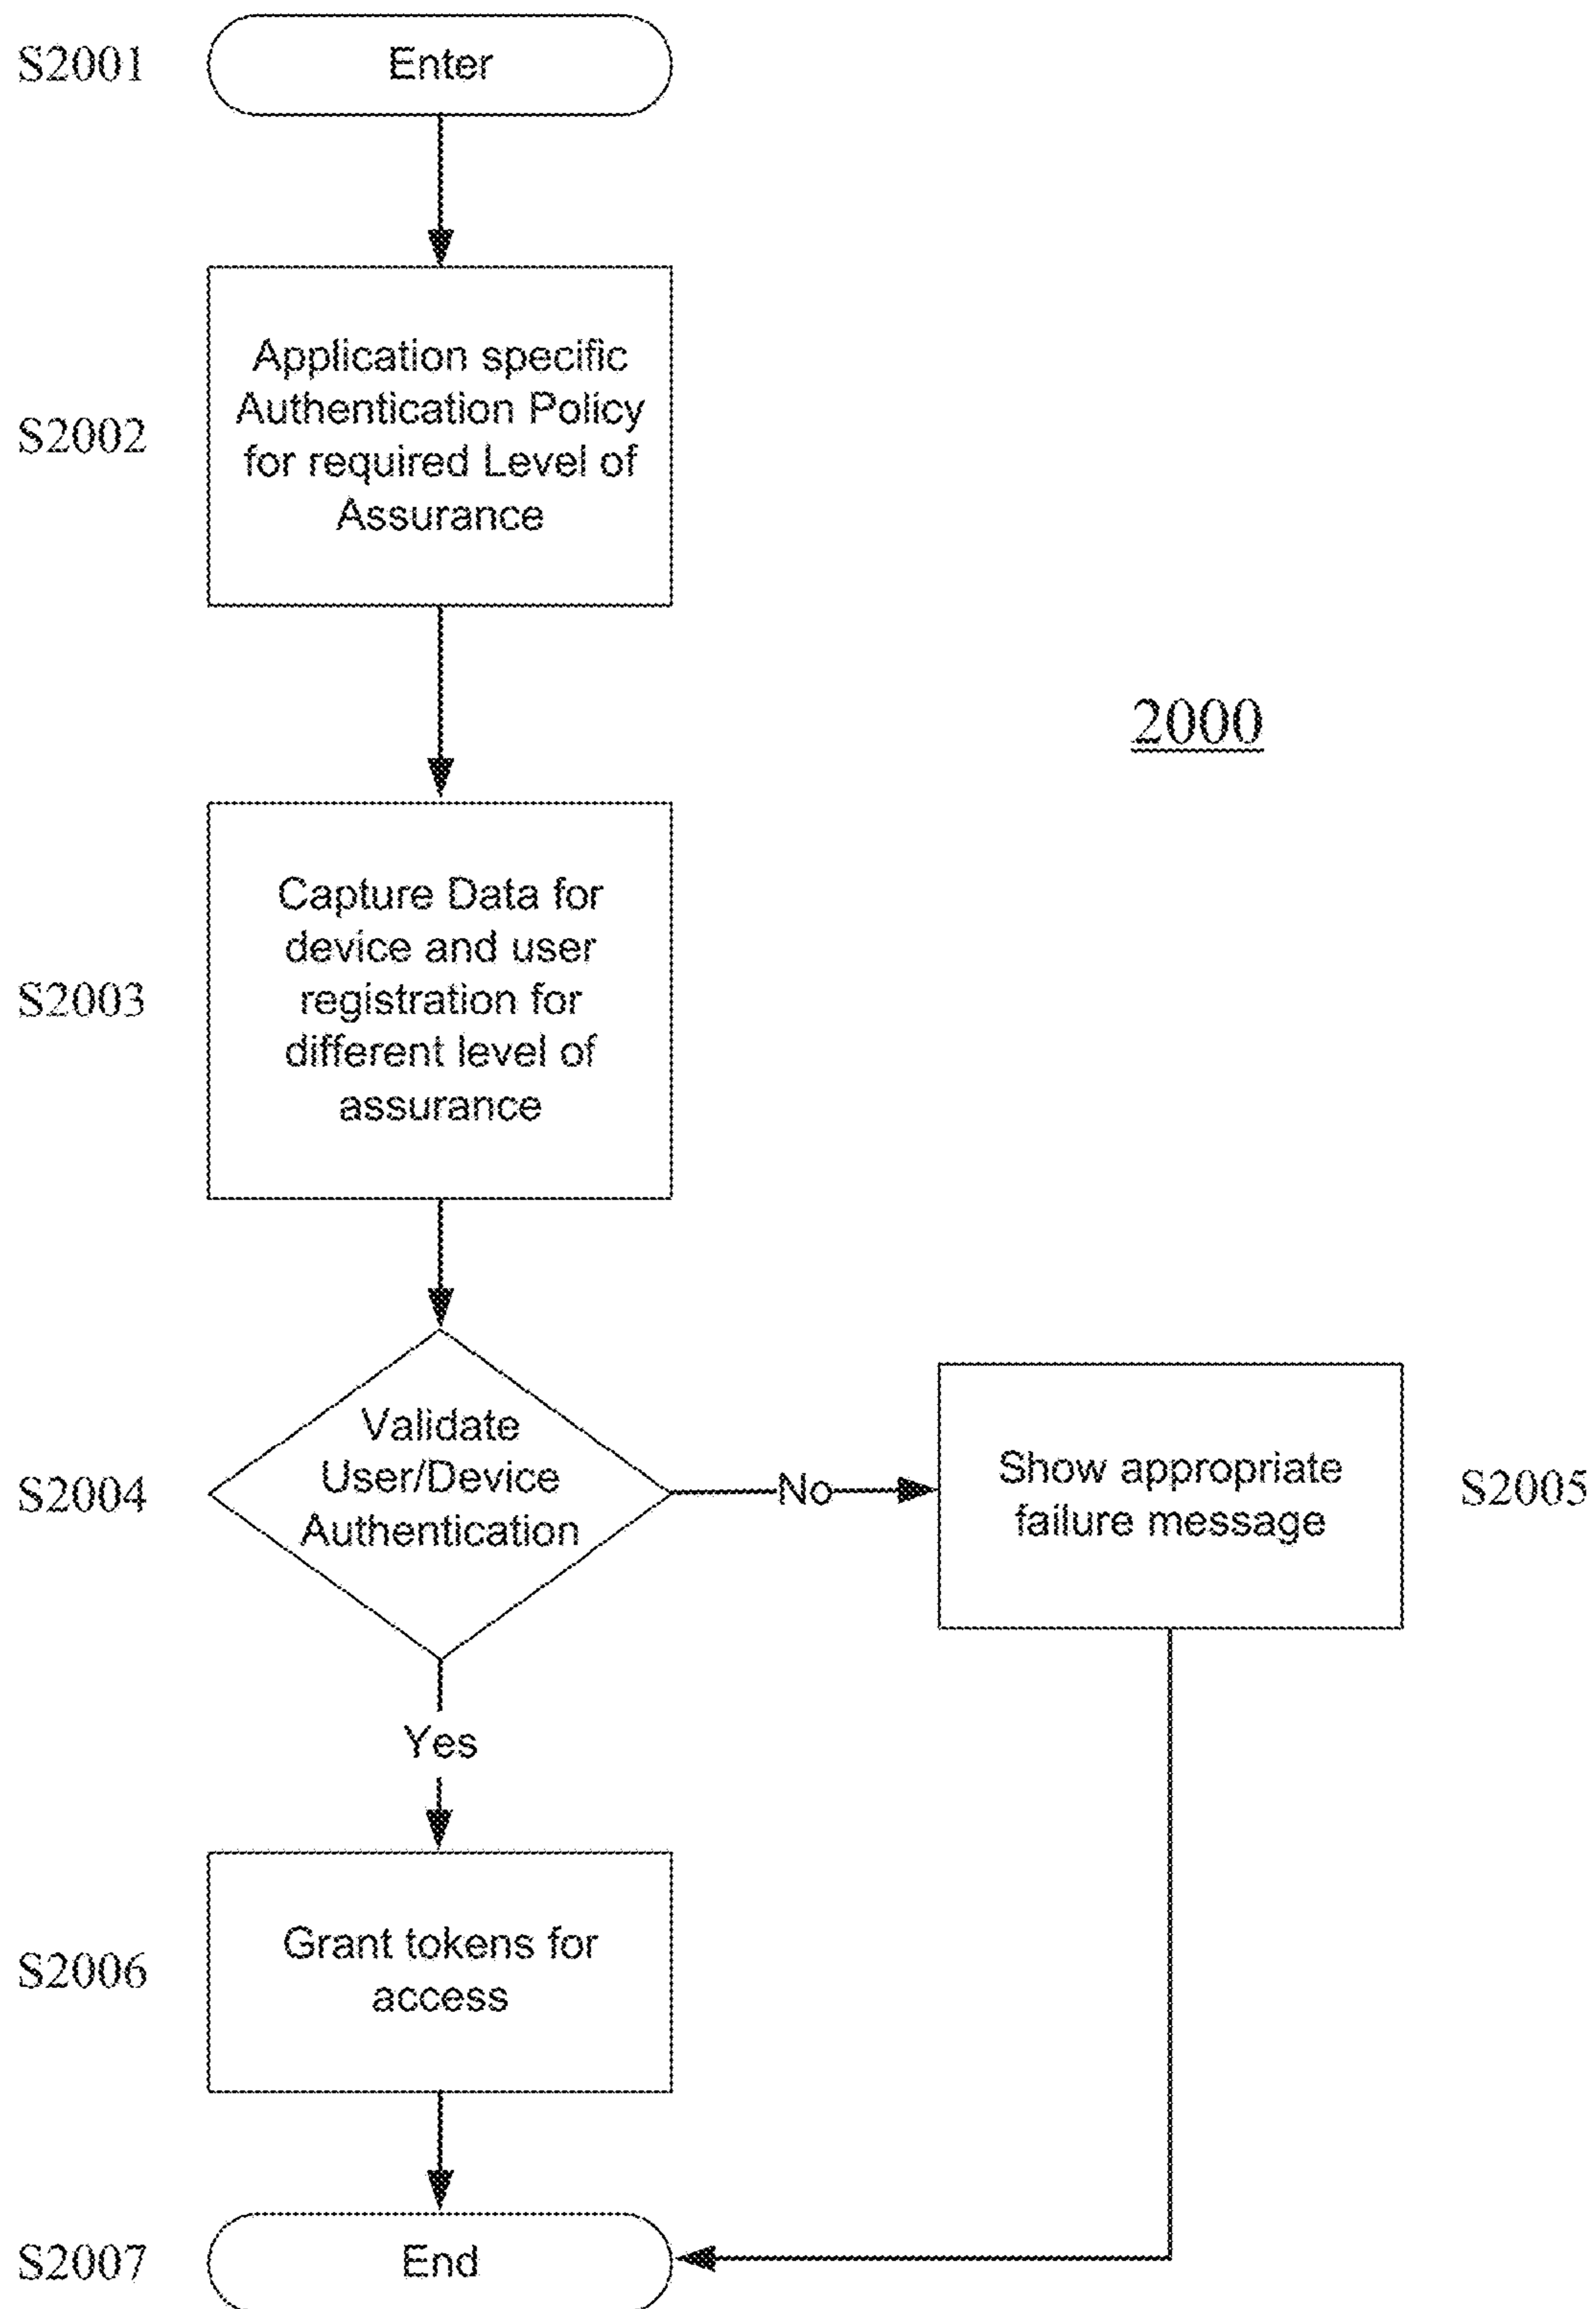 S2001
Enter
S2002
Application specific
Authentication Policy
for required Level of
Assurance
2000
S2003
Capture Data for
device and user
registration for
different level of
assurance
S2004
Validate
User/Device
Authentication
No
Show appropriate
failure message
S2005
Yes
S2006
Grant tokens for
access
S2007
End